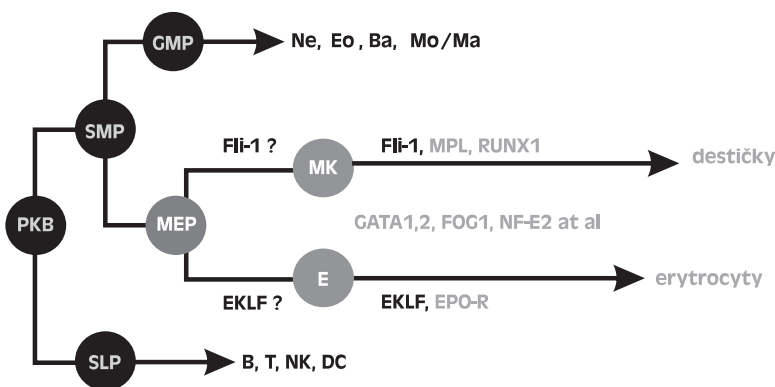 GMP
Ne, Eo , Ba, Mo/Ma
SMP
Fli-1 ?
MK
Fli-1, MPL, RUNX1
destičky
PKB
MEP
GATA1,2, FOG1, NF-E2 at al
E
erytrocyty
EKLF ?
EKLF, EPO-R
SLP
B, T, NK, DC